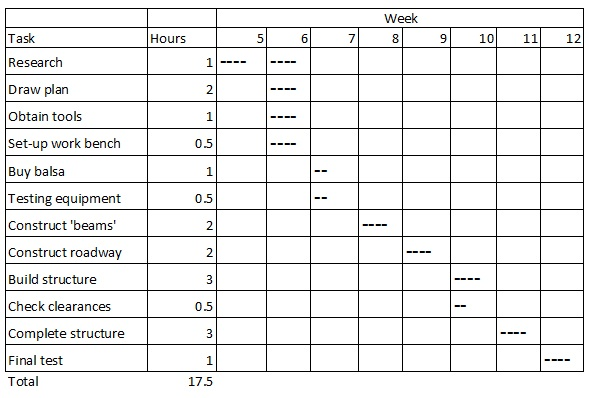 Week
Task Hours 5 6 7 8 9 10 11 12
Research 1 ---- ----
Draw plan 2 ----
Obtain tools 1 ----
Set-up work bench 0.5 ----
Buy balsa 1 --
Testing equipment 0.5 --
Construct 'beams' 2 ----
Construct roadway 2 ----
Build structure 3 ----
Check clearances 0.5 --
Complete structure 3 ----
Final test 1 ----
Total 17.5